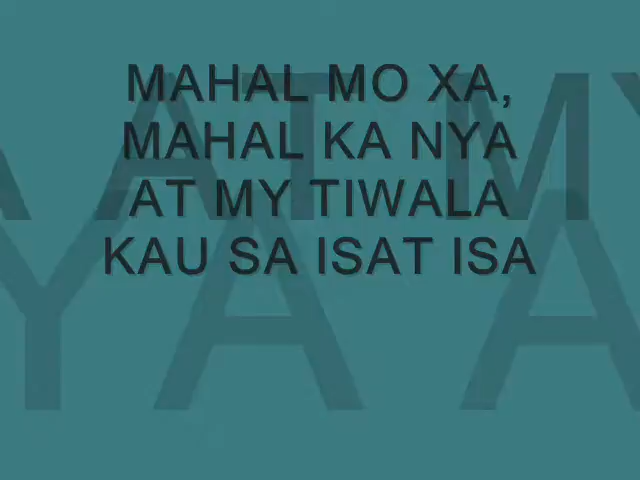 MAHAL MO XA,
MAHAL KA NYA
AT MY TIWALA
KAU SA ISAT ISA